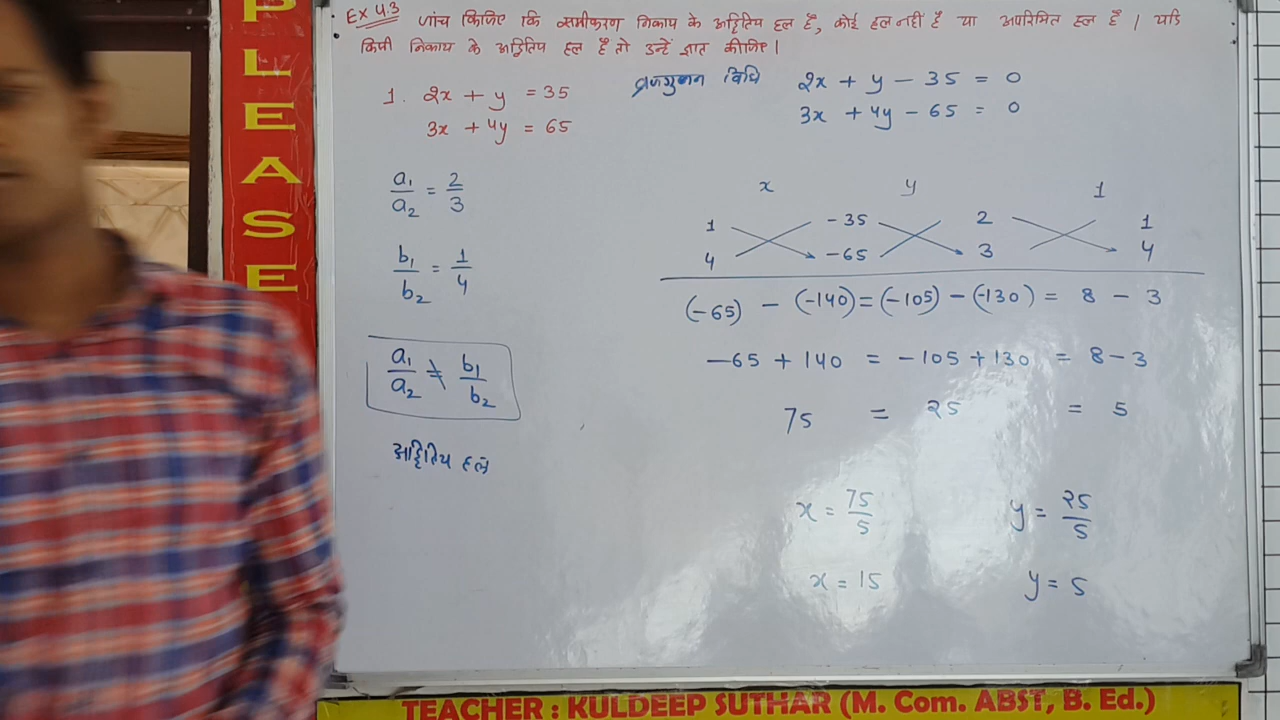 PLEASE
Ex 4.3 जांच किजिए कि समीकरण निकाय के अद्वितिय हल है, कोई हल नहीं है या अपरिमित हल है। यदि
किसी निकाय के अद्वितिय हल है तो उन्हें ज्ञात कीजिए।
1. 2x + y = 35
3x + 4y = 65
a₁/a₂ = 2/3
b₁/b₂ = 1/4
a₁/a₂ ≠ b₁/b₂
अद्वितिय हल
व्रजगुणन विधि 2x + y - 35 = 0
3x + 4y - 65 = 0
x y 1
1 -35 2 1
4 -65 3 4
(-65) - (-140) = (-105) - (-130) = 8 - 3
-65 + 140 = -105 + 130 = 8 - 3
75 = 25 = 5
x = 75/5 y = 25/5
x = 15 y = 5
TEACHER : KULDEEP SUTHAR (M. Com. ABST, B. Ed.)